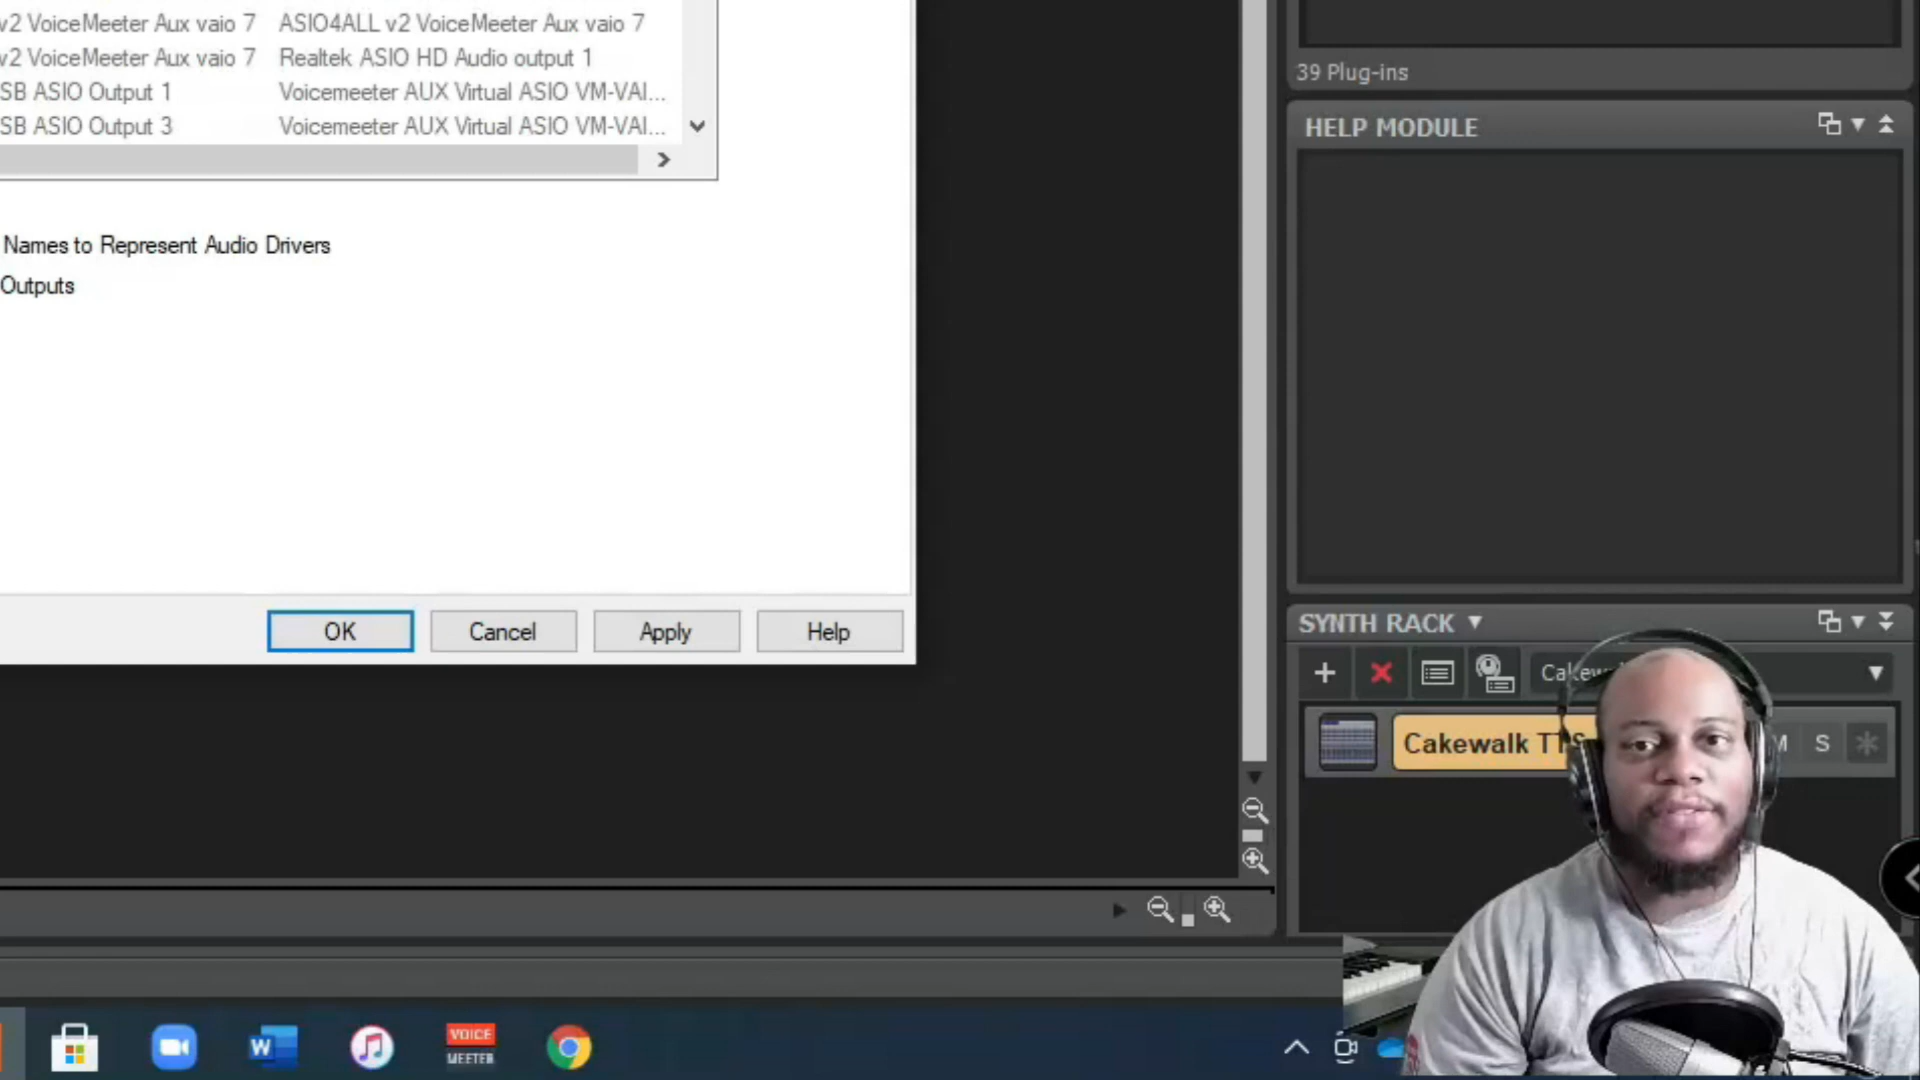 v2 VoiceMeeter Aux vaio 7 ASIO4ALL v2 VoiceMeeter Aux vaio 7
v2 VoiceMeeter Aux vaio 7 Realtek ASIO HD Audio output 1
SB ASIO Output 1 Voicemeeter AUX Virtual ASIO VM-VAI...
SB ASIO Output 3 Voicemeeter AUX Virtual ASIO VM-VAI...
Names to Represent Audio Drivers
Outputs
OK Cancel Apply Help
39 Plug-ins
HELP MODULE
SYNTH RACK
Cakew
Cakewalk TTS
M S
W
VOICE
MEETER